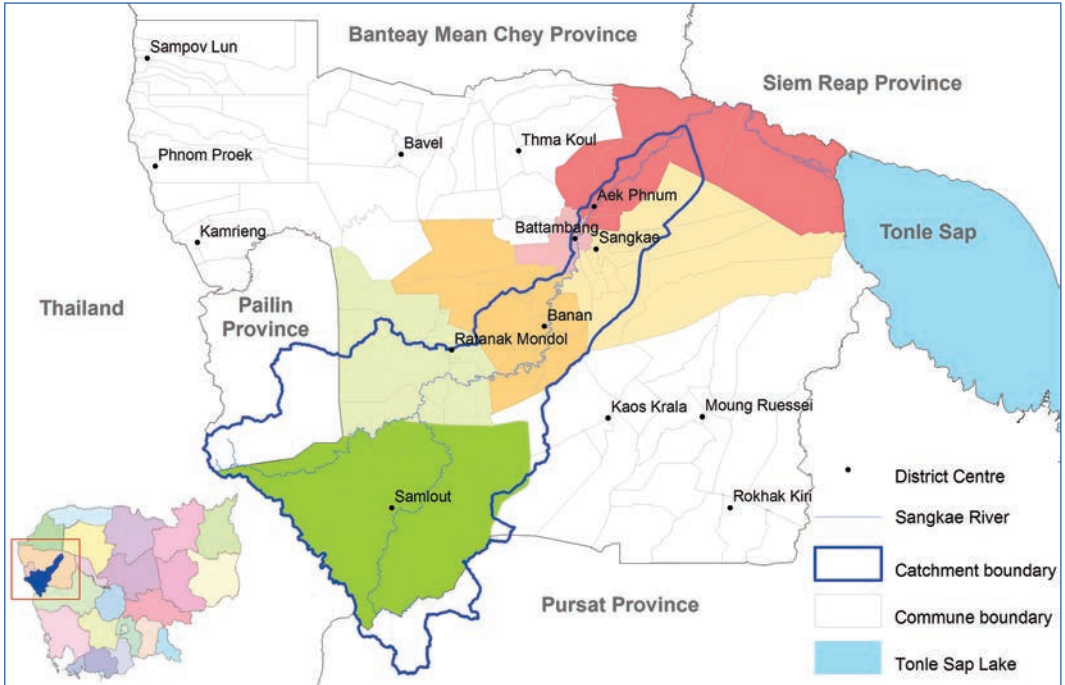 Banteay Mean Chey Province
Sampov Lun
Siem Reap Province
Bavel
Thma Koul
Phnom Proek
Aek Phnum
Battambang
Kamrieng
Sangkae
Tonle Sap
Thailand
Pailin
Province
Banan
Ratanak Mondol
Kaos Krala
Moung Ruessei
District Centre
Samlout
Rokhak Kiri
Sangkae River
Catchment boundary
Pursat Province
Commune boundary
Tonle Sap Lake